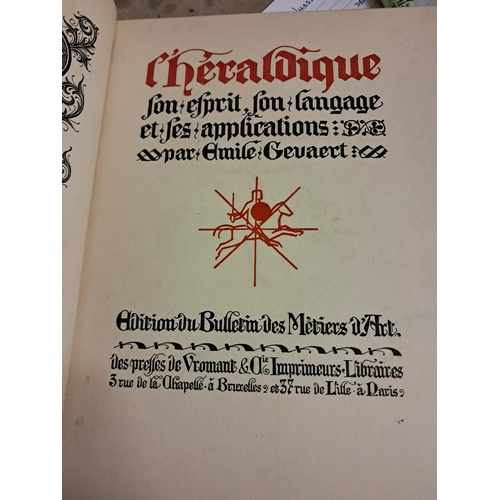 L'héraldique
son esprit, son langage
et ses applications:
par Emile Gevaert:
Edition du Bulletin des Métiers d'Art.
des presses de Vromant & Cie Imprimeurs-Libraires
3 rue de la Chapelle à Bruxelles et 37 rue de Lille à Paris